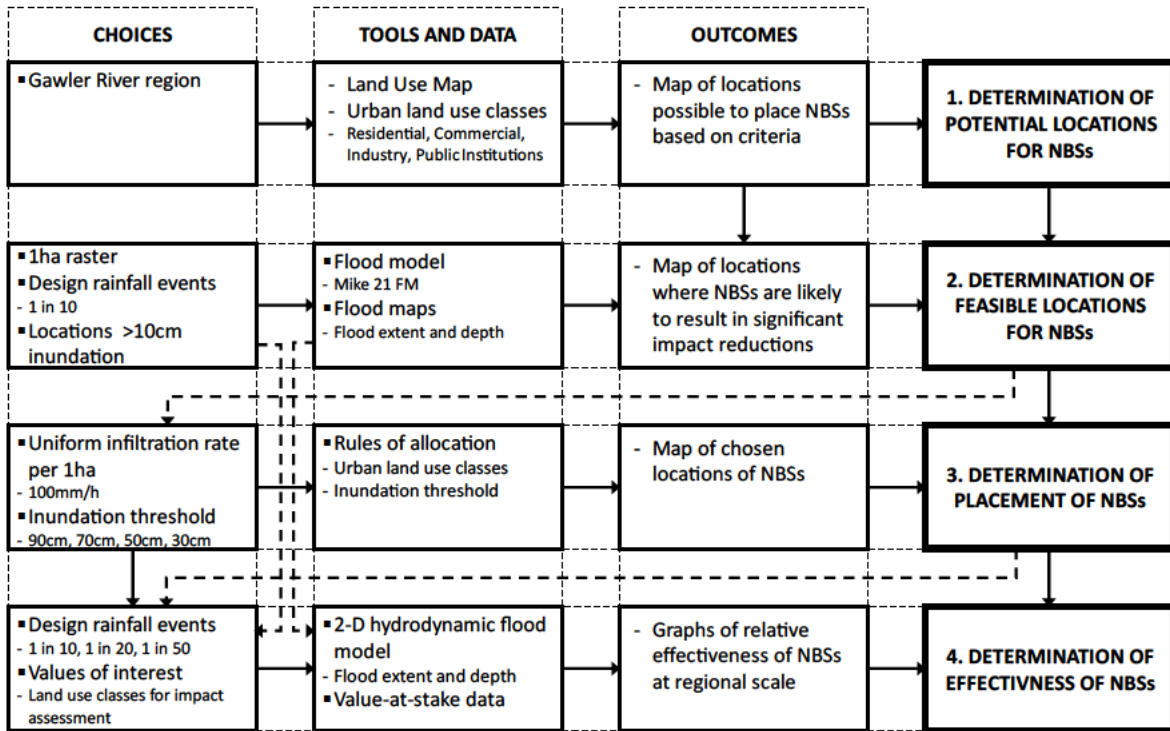 CHOICES
TOOLS AND DATA
OUTCOMES
▪Gawler River region
- Land Use Map
- Urban land use classes
- Residential, Commercial,
Industry, Public Institutions
- Map of locations
possible to place NBSs
based on criteria
1. DETERMINATION OF
POTENTIAL LOCATIONS
FOR NBSs
▪1ha raster
▪Design rainfall events
- 1 in 10
▪Locations >10cm
inundation
▪Flood model
- Mike 21 FM
▪Flood maps
- Flood extent and depth
- Map of locations
where NBSs are likely
to result in significant
impact reductions
2. DETERMINATION OF
FEASIBLE LOCATIONS
FOR NBSs
▪Uniform infiltration rate
per 1ha
- 100mm/h
▪Inundation threshold
- 90cm, 70cm, 50cm, 30cm
▪Rules of allocation
- Urban land use classes
- Inundation threshold
- Map of chosen
locations of NBSs
3. DETERMINATION OF
PLACEMENT OF NBSs
▪Design rainfall events
- 1 in 10, 1 in 20, 1 in 50
▪Values of interest
- Land use classes for impact
assessment
▪2-D hydrodynamic flood
model
- Flood extent and depth
▪Value-at-stake data
- Graphs of relative
effectiveness of NBSs
at regional scale
4. DETERMINATION OF
EFFECTIVNESS OF NBSs